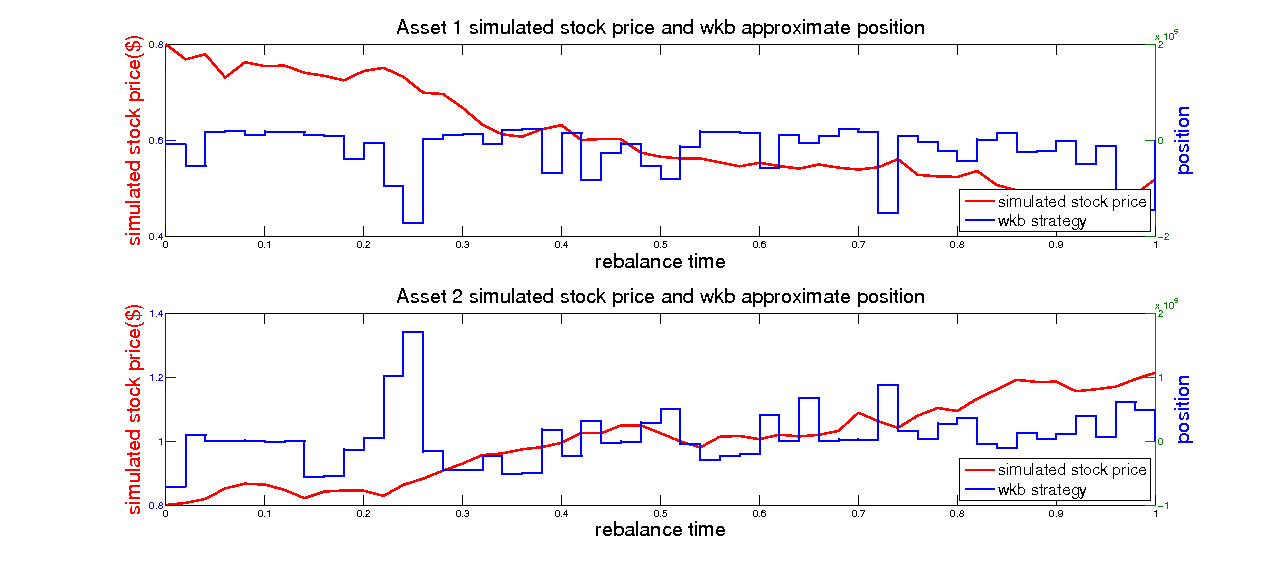 Asset 1 simulated stock price and wkb approximate position
simulated stock price($)
0.8
0.6
0.4
x 10^5
2
0
-2
position
simulated stock price
wkb strategy
0 0.1 0.2 0.3 0.4 0.5 0.6 0.7 0.8 0.9 1
rebalance time
Asset 2 simulated stock price and wkb approximate position
simulated stock price($)
1.4
1.2
1
0.8
x 10^5
2
1
0
-1
position
simulated stock price
wkb strategy
0 0.1 0.2 0.3 0.4 0.5 0.6 0.7 0.8 0.9 1
rebalance time